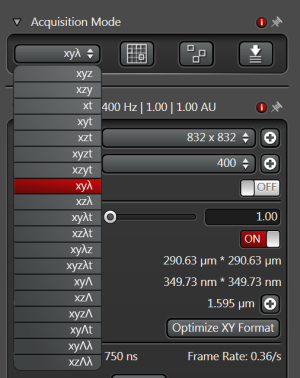 Acquisition Mode
xyλ
xyz
xzy
xt
xyt
xzt
xyzt
xzyt
xyλ
xzλ
xyλt
xzλt
xyλz
xyzλt
xyΛ
xzΛ
xyzΛ
xyΛt
xyΛλ
xzΛλ
400 Hz | 1.00 | 1.00 AU
832 x 832
400
OFF
1.00
ON
290.63 µm * 290.63 µm
349.73 nm * 349.73 nm
1.595 µm
Optimize XY Format
750 ns Frame Rate: 0.36/s